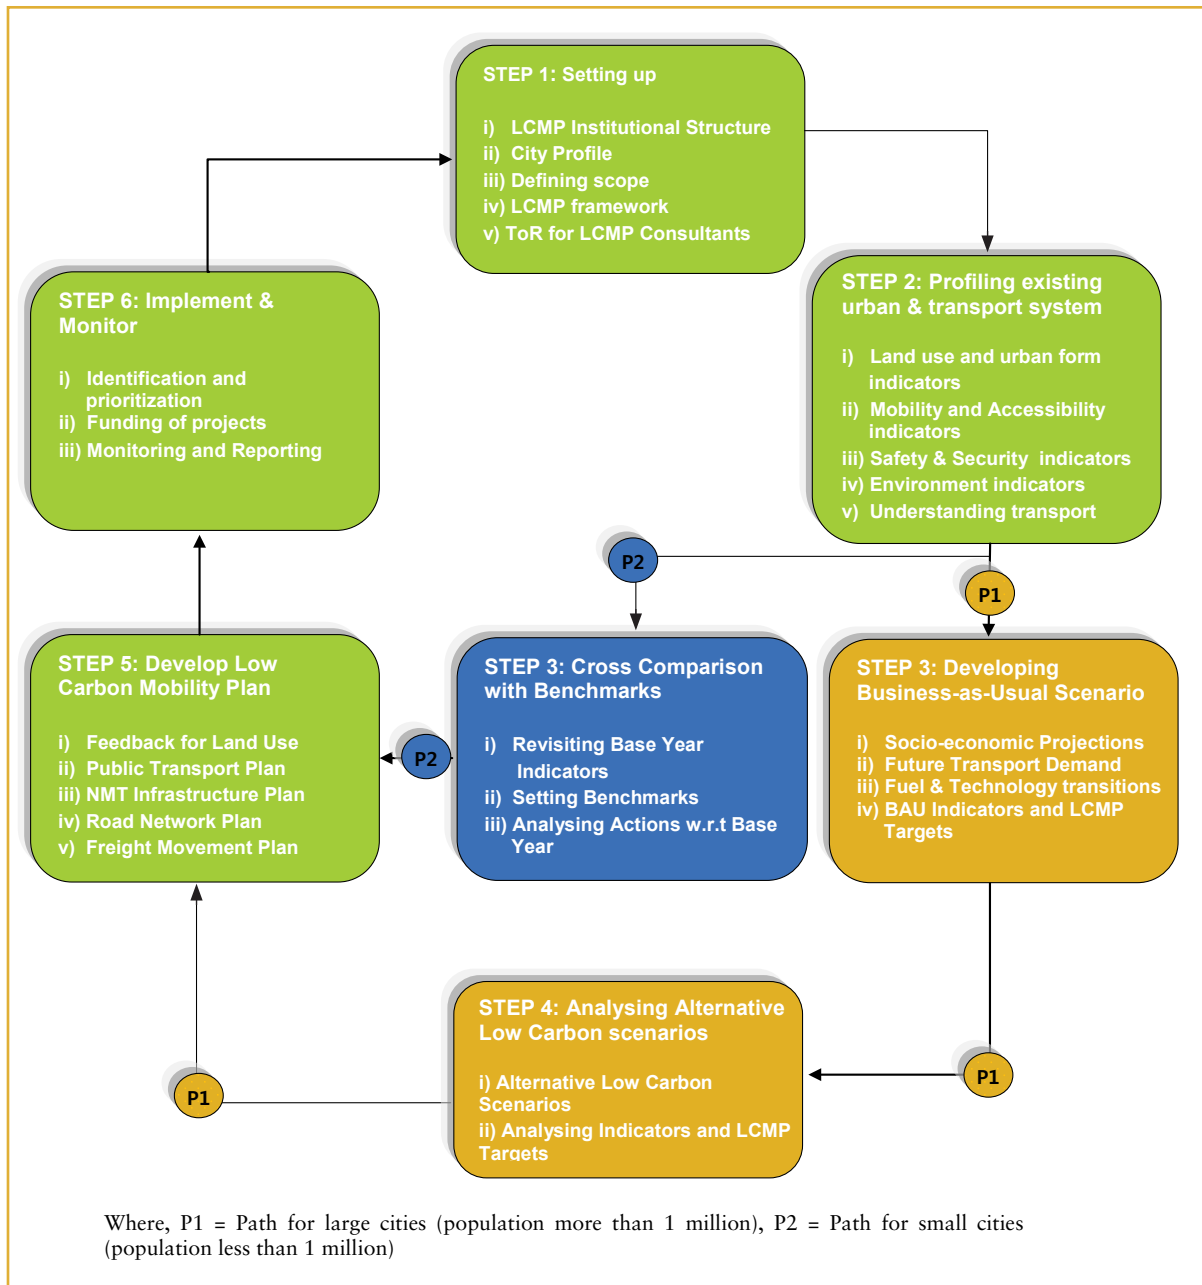 STEP 1: Setting up
i) LCMP Institutional Structure
ii) City Profile
iii) Defining scope
iv) LCMP framework
v) ToR for LCMP Consultants
STEP 2: Profiling existing
urban & transport system
i) Land use and urban form
indicators
ii) Mobility and Accessibility
indicators
iii) Safety & Security indicators
iv) Environment indicators
v) Understanding transport
STEP 6: Implement &
Monitor
i) Identification and
prioritization
ii) Funding of projects
iii) Monitoring and Reporting
P2
P1
STEP 5: Develop Low
Carbon Mobility Plan
i) Feedback for Land Use
ii) Public Transport Plan
iii) NMT Infrastructure Plan
iv) Road Network Plan
v) Freight Movement Plan
P2
STEP 3: Cross Comparison
with Benchmarks
i) Revisiting Base Year
Indicators
ii) Setting Benchmarks
iii) Analysing Actions w.r.t Base
Year
STEP 3: Developing
Business-as-Usual Scenario
i) Socio-economic Projections
ii) Future Transport Demand
iii) Fuel & Technology transitions
iv) BAU Indicators and LCMP
Targets
STEP 4: Analysing Alternative
Low Carbon scenarios
i) Alternative Low Carbon
Scenarios
ii) Analysing Indicators and LCMP
Targets
P1
P1
Where, P1 = Path for large cities (population more than 1 million), P2 = Path for small cities
(population less than 1 million)